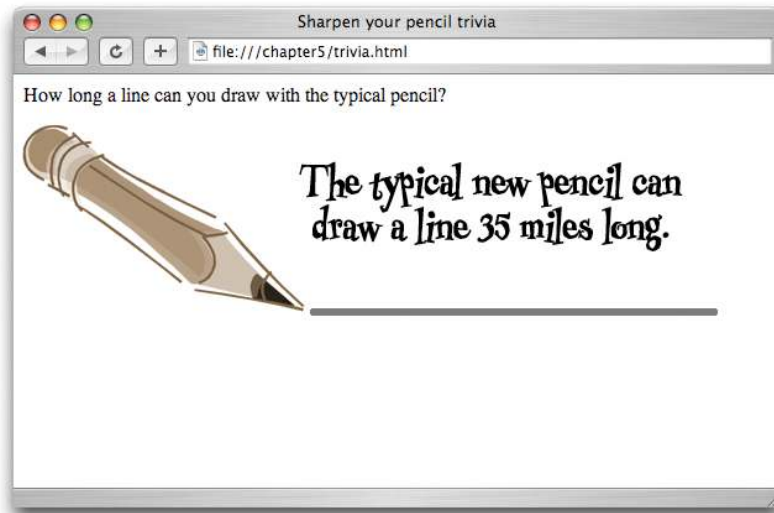 Sharpen your pencil trivia
file:///chapter5/trivia.html
How long a line can you draw with the typical pencil?
The typical new pencil can
draw a line 35 miles long.